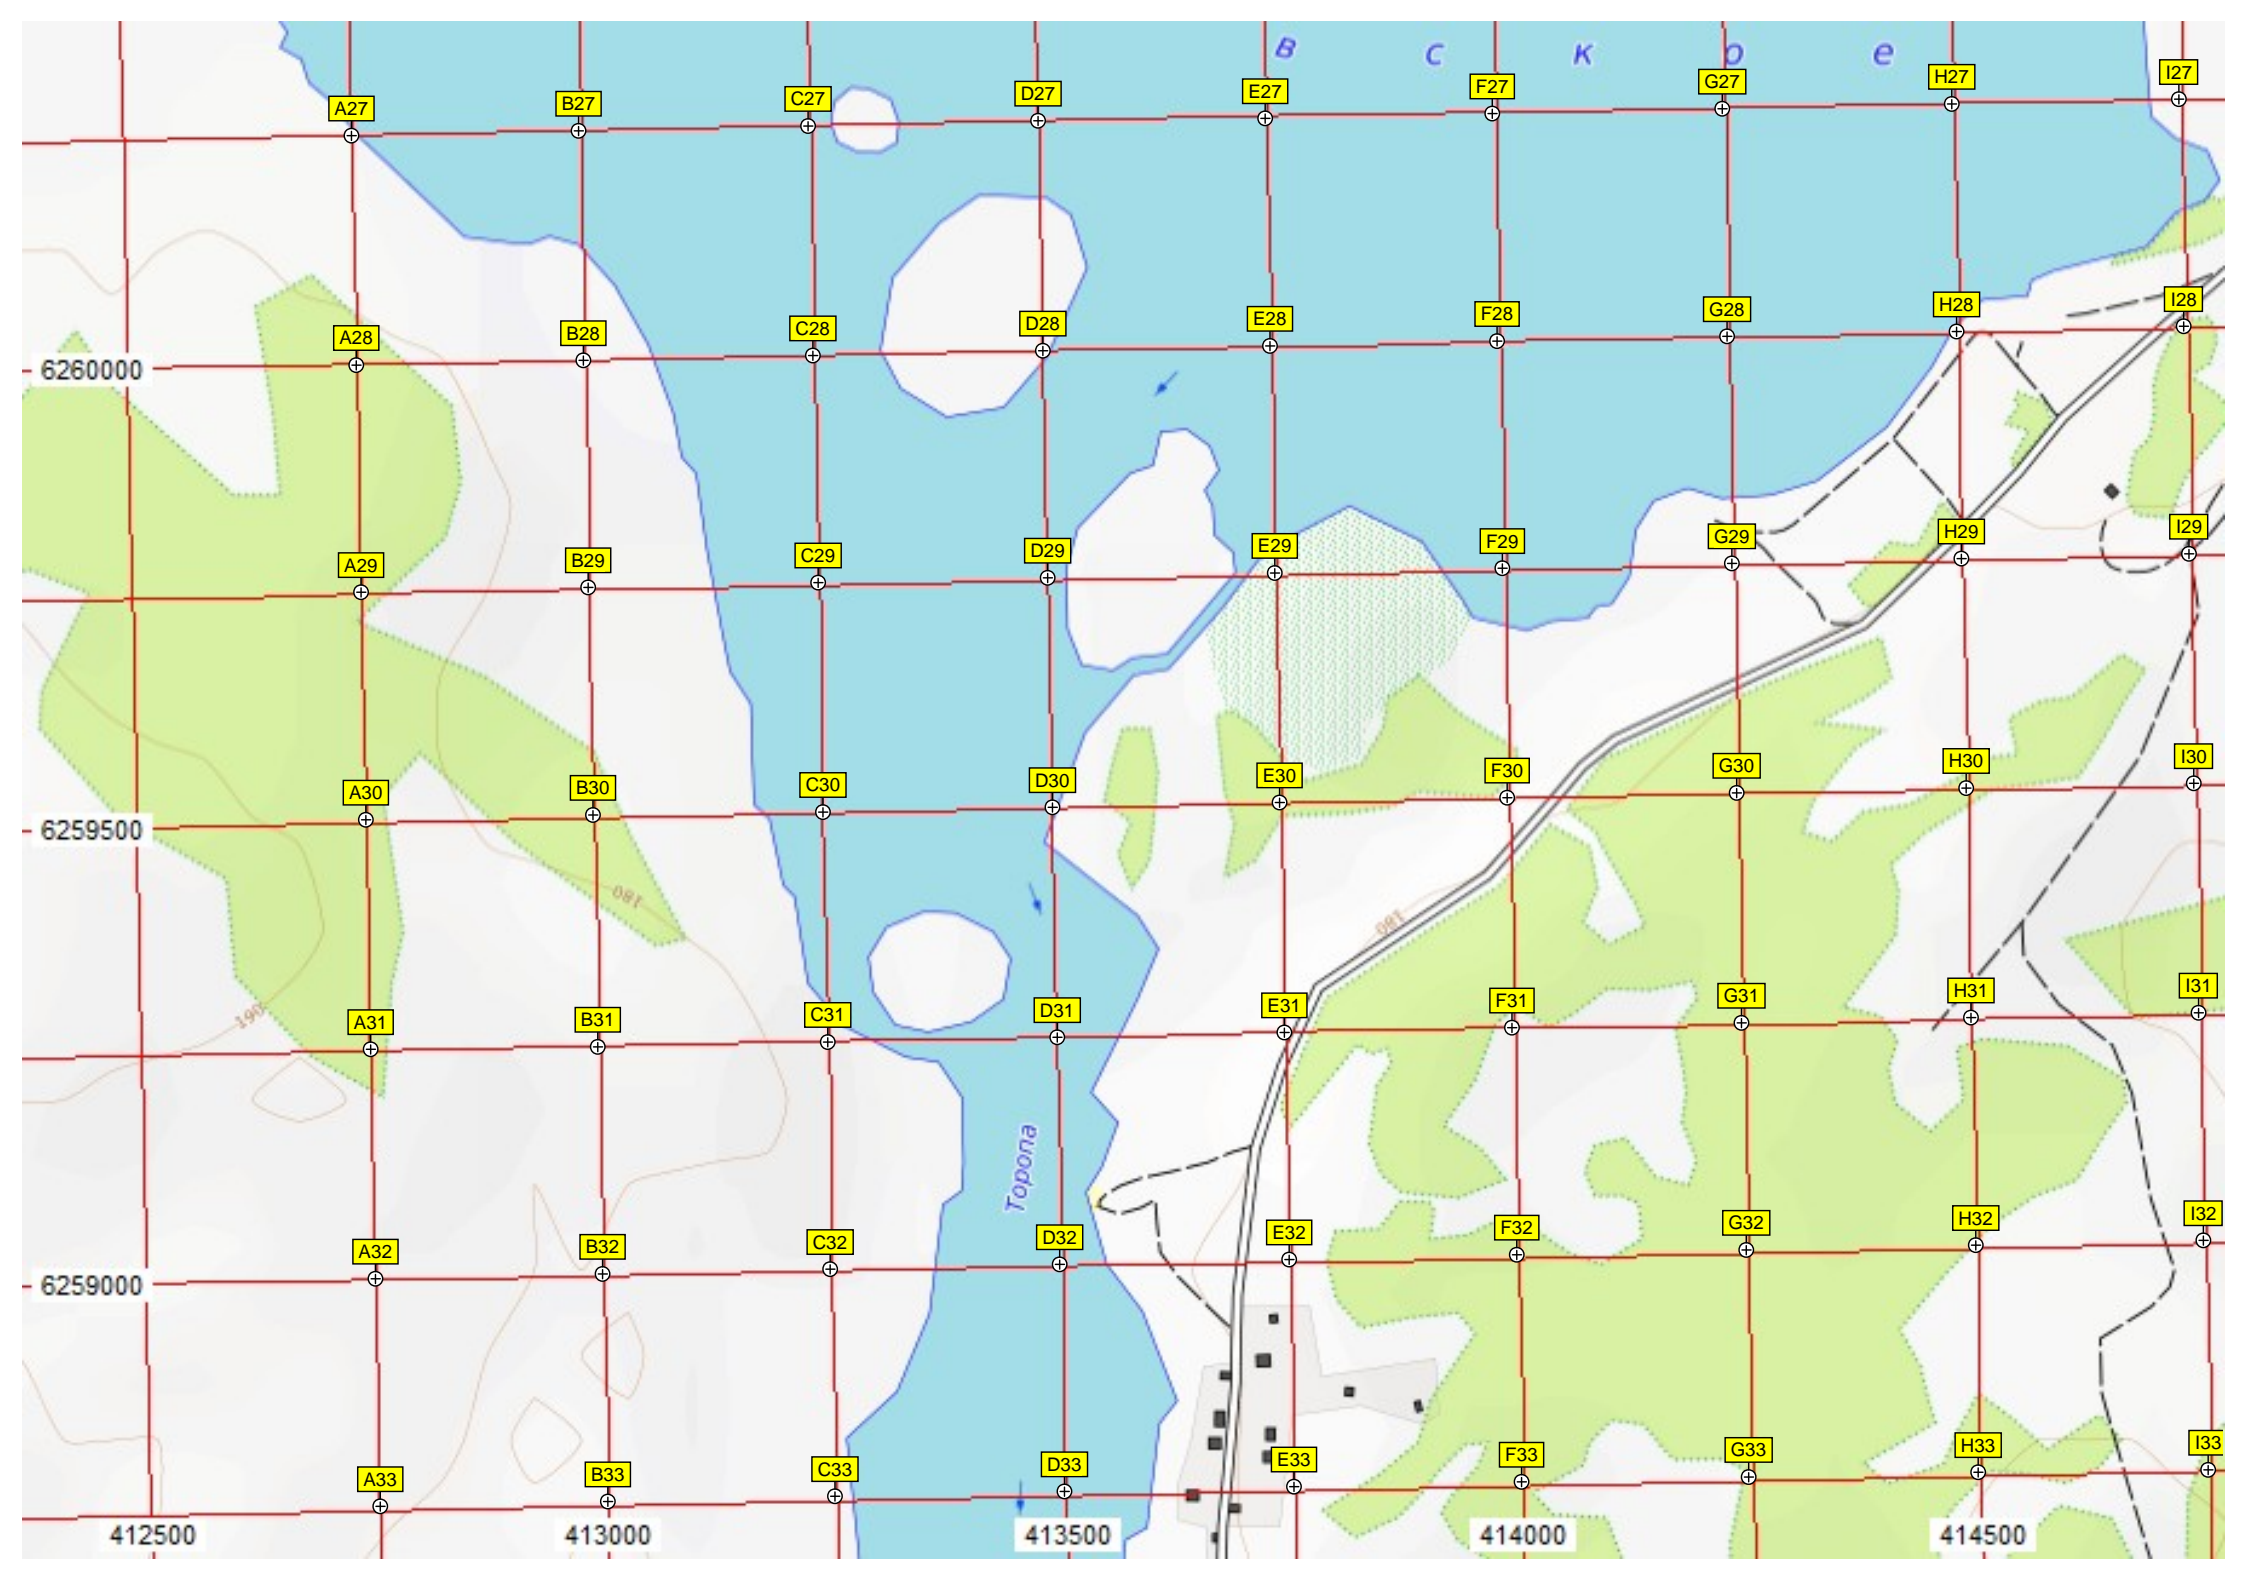 в с к о е
A27 B27 C27 D27 E27 F27 G27 H27 I27
A28 B28 C28 D28 E28 F28 G28 H28 I28
6260000
A29 B29 C29 D29 E29 F29 G29 H29 I29
A30 B30 C30 D30 E30 F30 G30 H30 I30
6259500
180
180
190
A31 B31 C31 D31 E31 F31 G31 H31 I31
Торопа
A32 B32 C32 D32 E32 F32 G32 H32 I32
6259000
A33 B33 C33 D33 E33 F33 G33 H33 I33
412500 413000 413500 414000 414500